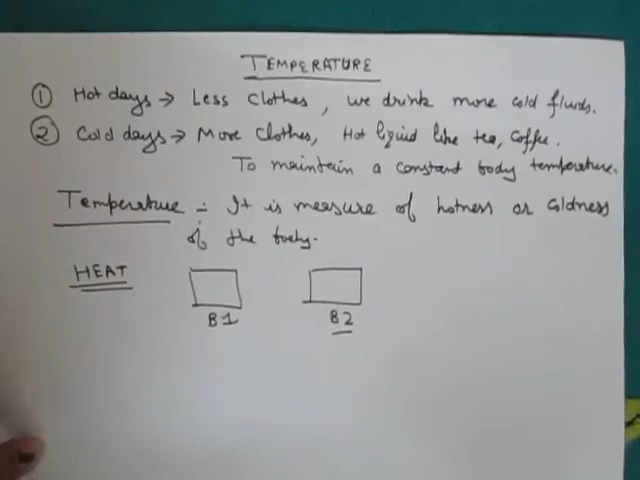 TEMPERATURE
① Hot days → Less clothes, we drink more cold fluids.
② Cold days → More clothes, Hot liquid like tea, coffee.
To maintain a constant body temperature.
Temperature :- It is measure of hotness or coldness
of the body.
HEAT
B1 B2